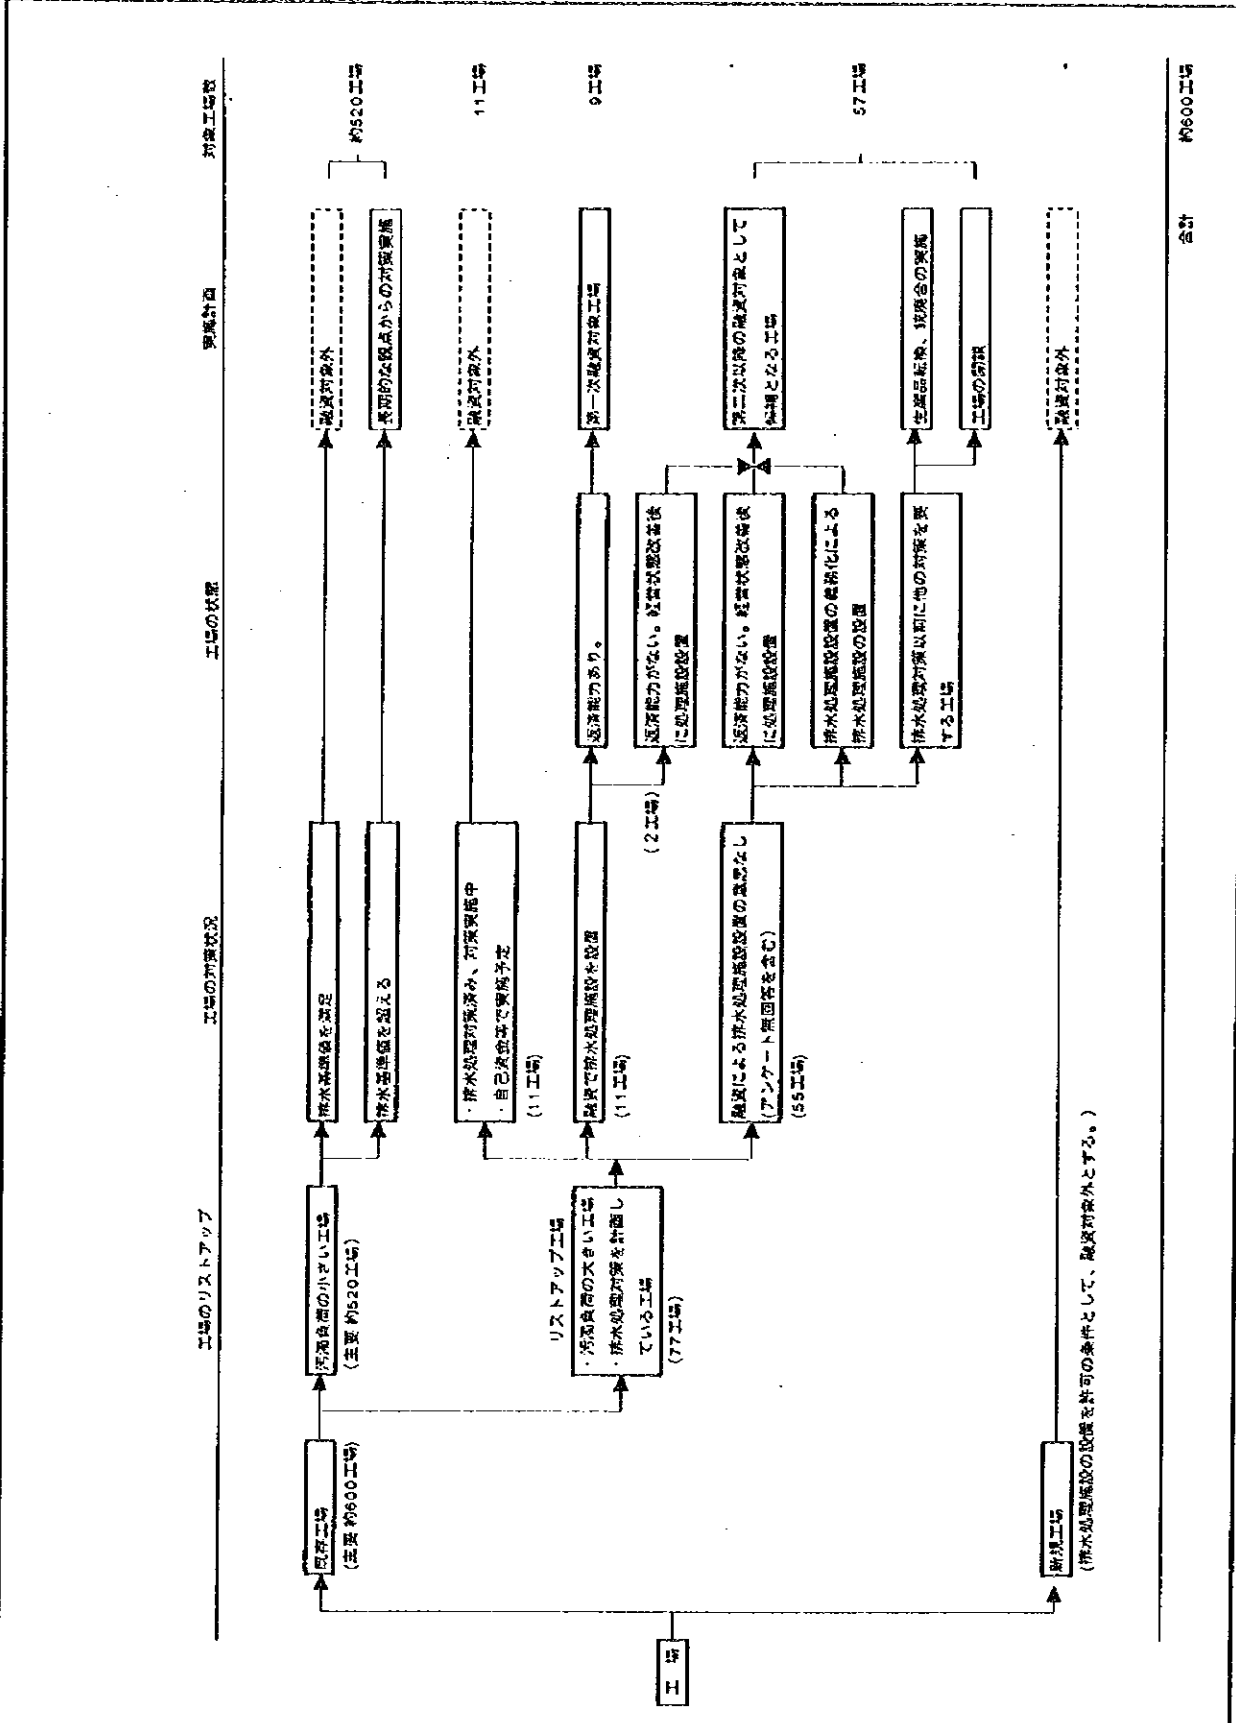 工場のリストアップ
工場の対策状況
工場の状態
実施計画
対象工場数
工 場
既存工場
(主要 約600工場)
汚濁負荷の小さい工場
(主要 約520工場)
排水基準値を満足
融資対象外
排水基準値を超える
長期的な観点からの対策実施
約520工場
リストアップ工場
・汚濁負荷の大きい工場
・排水処理対策を計画し
ている工場
(77工場)
・排水処理対策済み、対策実施中
・自己資金等で実施予定
(11工場)
融資対象外
11工場
融資で排水処理施設を設置
(11工場)
返済能力あり。
第一次融資対象工場
9工場
(2工場)
返済能力がない。経営状態改善後
に処理施設設置
融資による排水処理施設設置の意思なし
(アンケート無回答を含む)
(55工場)
返済能力がない。経営状態改善後
に処理施設設置
第二次以降の融資対象として
候補となる工場
57工場
排水処理施設設置の義務化による
排水処理施設の設置
排水処理対策以前に他の対策を要
する工場
生産品転換、統廃合の実施
工場の閉鎖
新規工場
(排水処理施設の設置を許可の条件として、融資対象外とする。)
融資対象外
合計
約600工場